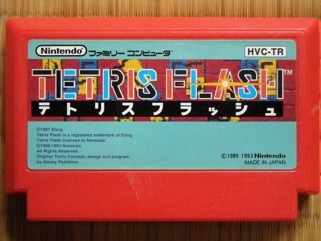 Nintendo ファミリー コンピュータ HVC-TR
TETRIS FLASH™
テトリスフラッシュ
©1987 Elorg
Tetris Flash is a registered trademark of Elorg
Tetris Flash licensed to Nintendo
©1989.1993 Nintendo
All Rights Reserved
Original Tetris Concept, design and program
by Alexey Pazhitnov
©1989.1993 Nintendo
MADE IN JAPAN